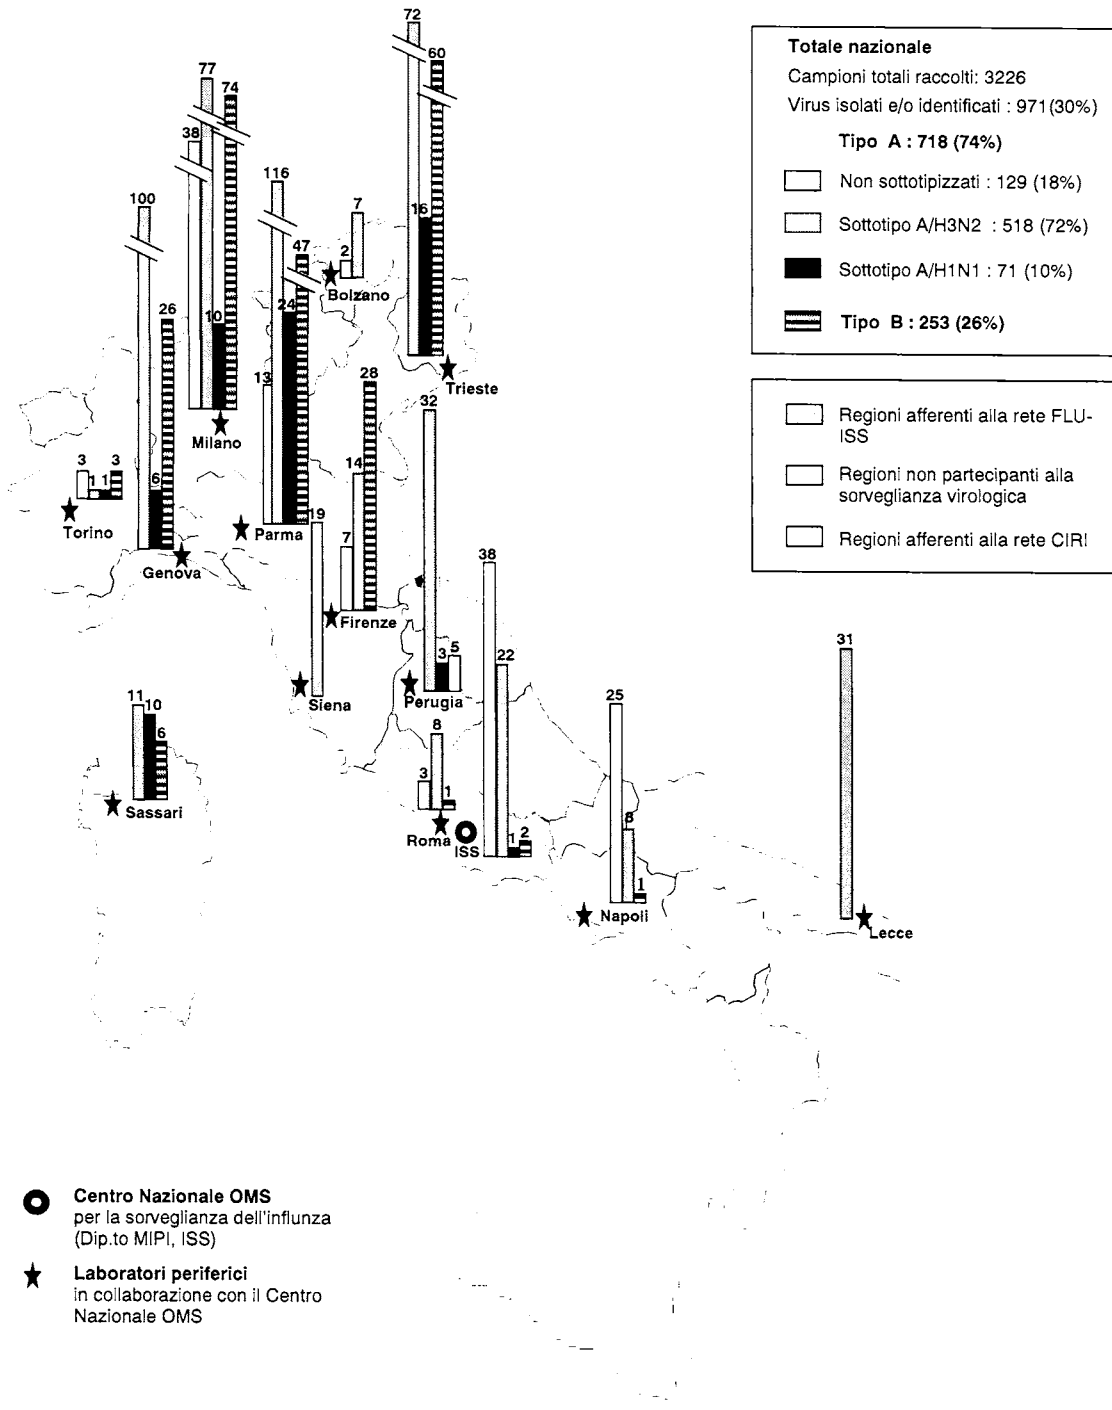 72
60
16
Trieste
77
74
38
10
Milano
116
47
24
13
Parma
7
2
Bolzano
100
26
6
Genova
3
1
1
3
Torino
28
14
7
Firenze
19
Siena
32
3
5
Perugia
38
22
1
2
ISS
8
3
1
Roma
11
10
6
Sassari
25
8
1
Napoli
31
Lecce
Totale nazionale
Campioni totali raccolti: 3226
Virus isolati e/o identificati : 971(30%)
Tipo A : 718 (74%)
Non sottotipizzati : 129 (18%)
Sottotipo A/H3N2 : 518 (72%)
Sottotipo A/H1N1 : 71 (10%)
Tipo B : 253 (26%)
Regioni afferenti alla rete FLU-
ISS
Regioni non partecipanti alla
sorveglianza virologica
Regioni afferenti alla rete CIRI
Centro Nazionale OMS
per la sorveglianza dell'influnza
(Dip.to MIPI, ISS)
Laboratori periferici
in collaborazione con il Centro
Nazionale OMS